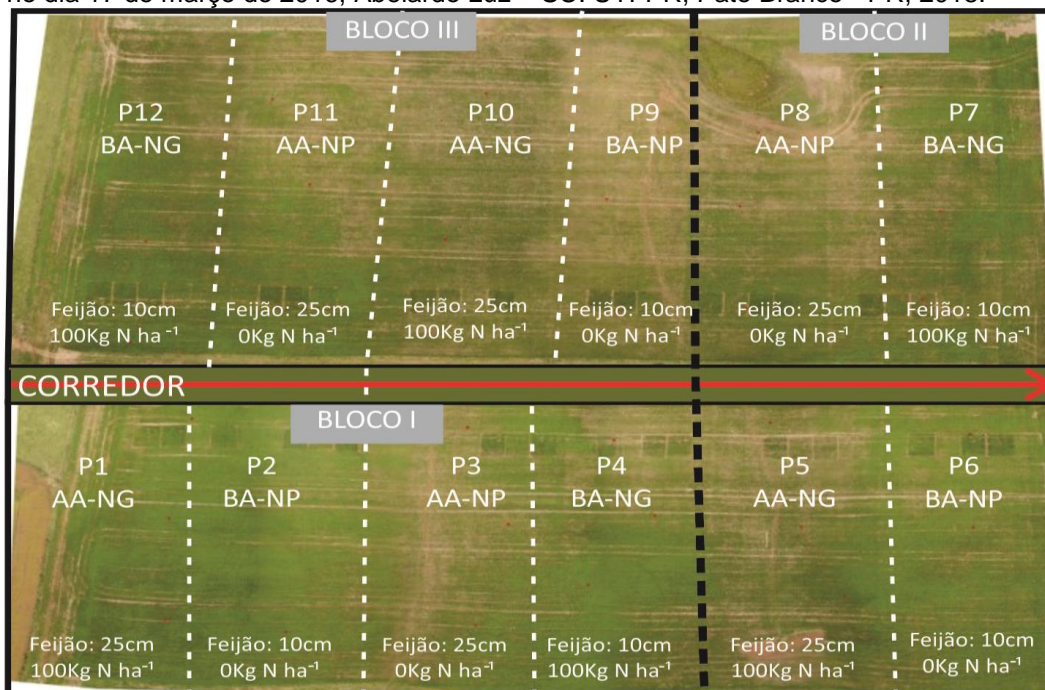 de março de Abelardo Luz – SC. UTFPR, Pato Branco - PR,
BLOCO III
BLOCO II
P12
BA-NG
P11
AA-NP
P10
AA-NG
P9
BA-NP
P8
AA-NP
P7
BA-NG
Feijão: 10cm
100Kg N ha⁻¹
Feijão: 25cm
0Kg N ha⁻¹
Feijão: 25cm
100Kg N ha⁻¹
Feijão: 10cm
0Kg N ha⁻¹
Feijão: 25cm
0Kg N ha⁻¹
Feijão: 10cm
100Kg N ha⁻¹
CORREDOR
BLOCO I
P1
AA-NG
P2
BA-NP
P3
AA-NP
P4
BA-NG
P5
AA-NG
P6
BA-NP
Feijão: 25cm
100Kg N ha⁻¹
Feijão: 10cm
0Kg N ha⁻¹
Feijão: 25cm
0Kg N ha⁻¹
Feijão: 10cm
100Kg N ha⁻¹
Feijão: 25cm
100Kg N ha⁻¹
Feijão: 10cm
0Kg N ha⁻¹